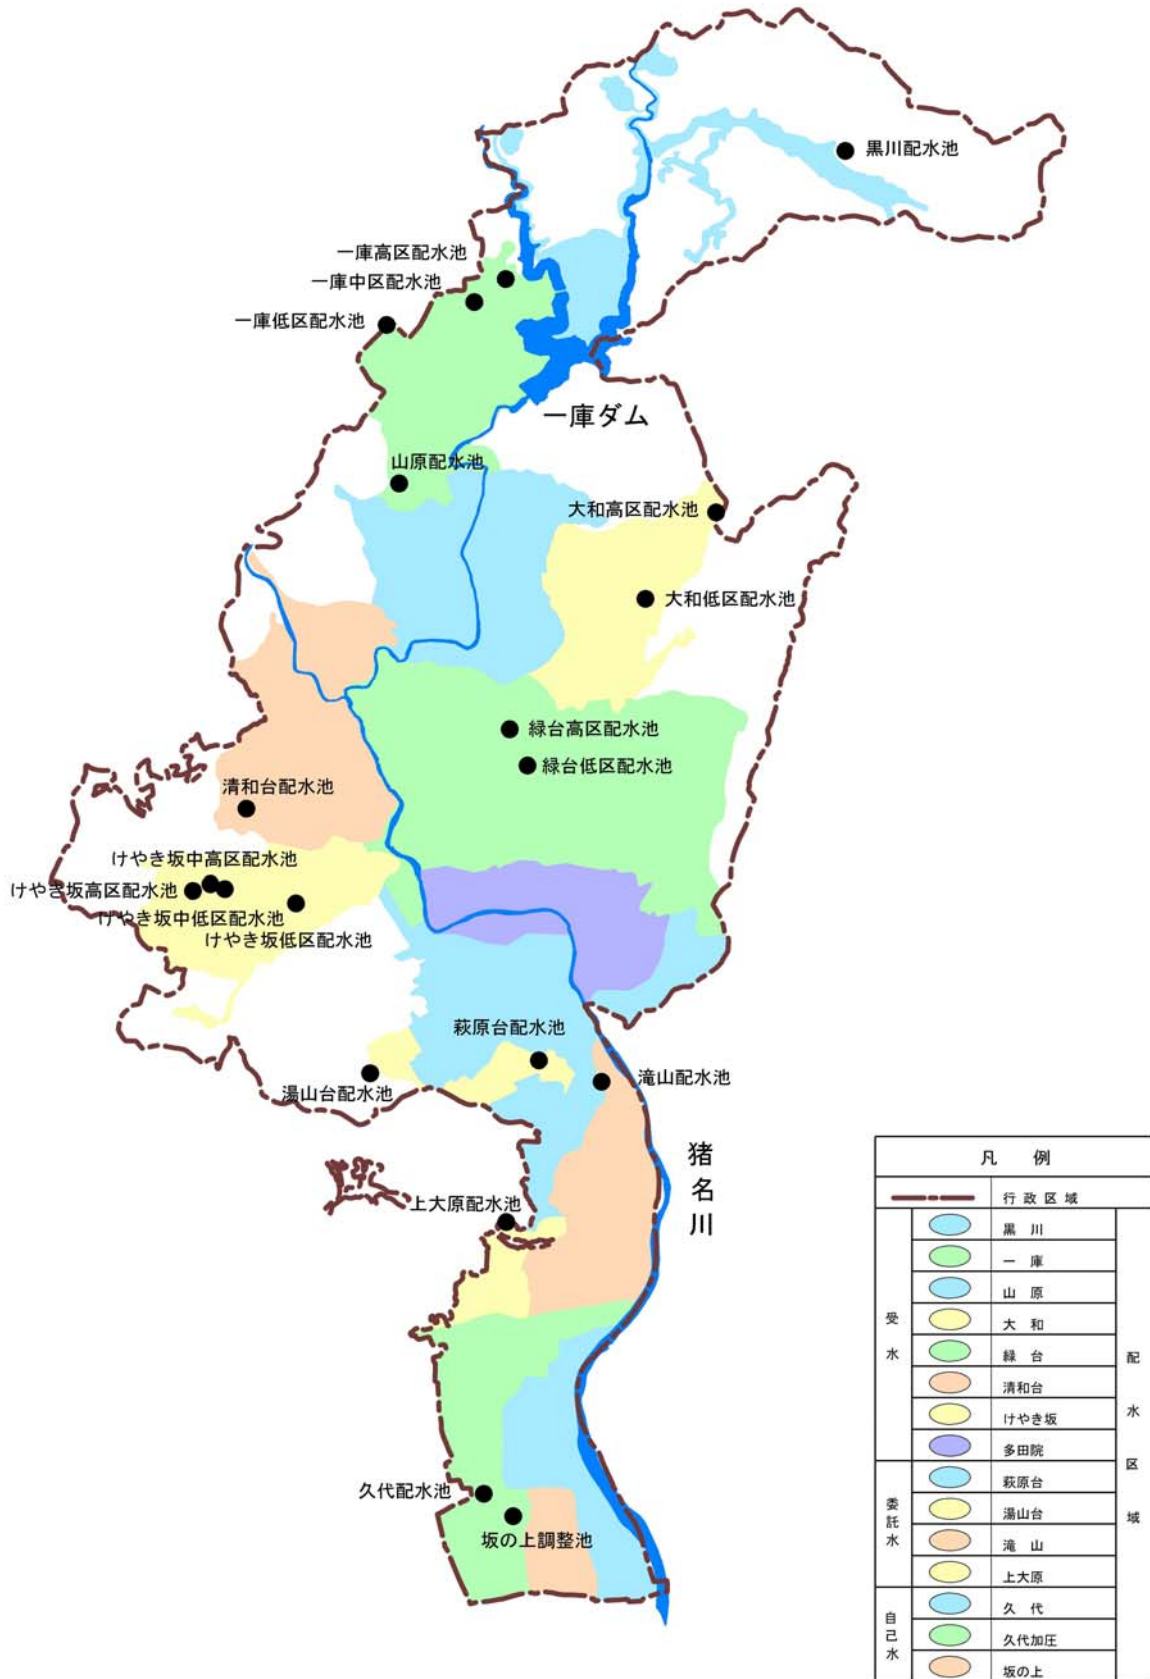 黒川配水池
一庫高区配水池
一庫中区配水池
一庫低区配水池
一庫ダム
山原配水池
大和高区配水池
大和低区配水池
緑台高区配水池
緑台低区配水池
清和台配水池
けやき坂中高区配水池
けやき坂高区配水池
けやき坂中低区配水池
けやき坂低区配水池
萩原台配水池
湯山台配水池
滝山配水池
猪名川
上大原配水池
久代配水池
坂の上調整池
凡 例
行政区域
受水
黒川
一庫
山原
大和
緑台
清和台
けやき坂
多田院
委託水
萩原台
湯山台
滝山
上大原
自己水
久代
久代加圧
坂の上
配水区域